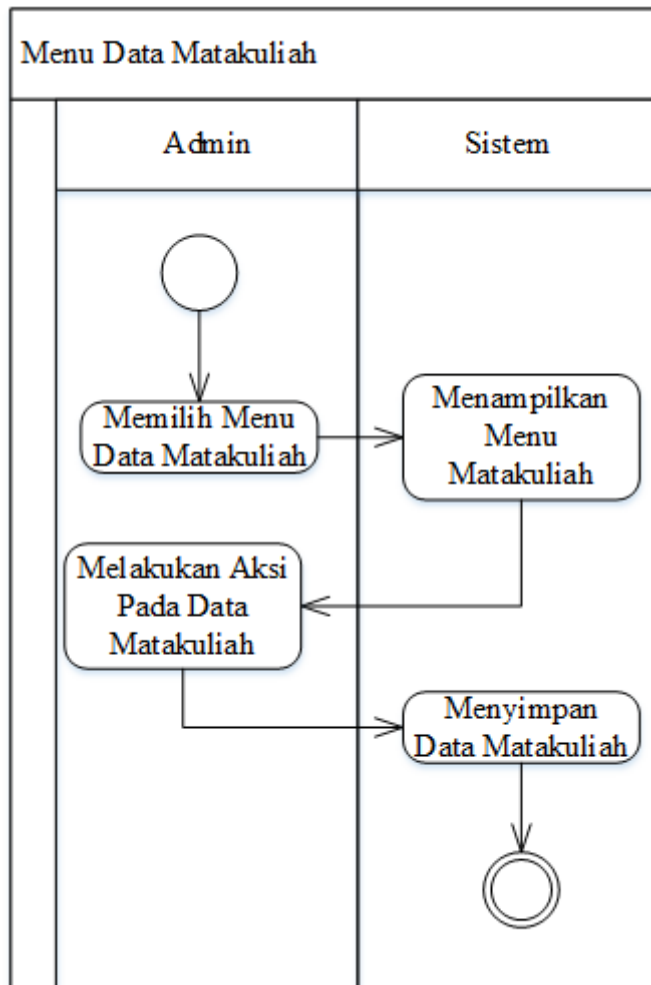 Menu Data Matakuliah
Admin
Sistem
Memilih Menu
Data Matakuliah
Menampilkan
Menu
Matakuliah
Melakukan Aksi
Pada Data
Matakuliah
Menyimpan
Data Matakuliah